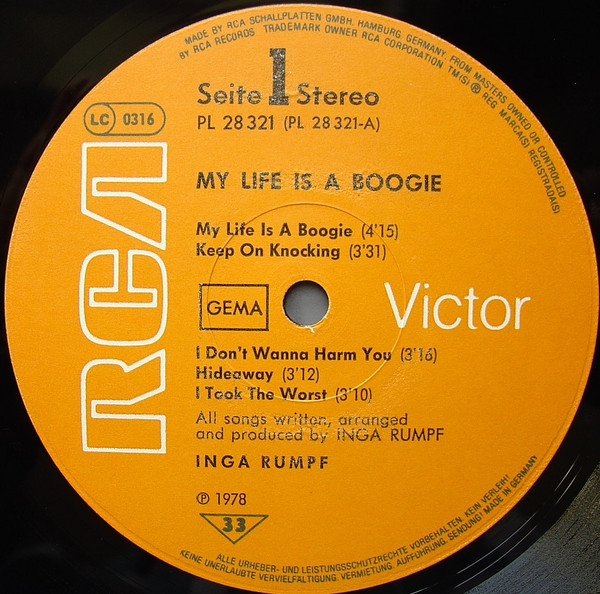 MADE BY RCA SCHALLPLATTEN GMBH. HAMBURG, GERMANY, FROM MASTERS OWNED OR CONTROLLED
BY RCA RECORDS TRADEMARK OWNER RCA CORPORATION TM(S) ® REG MARCA(S) REGISTRADA(S)
Seite 1 Stereo
PL 28 321 (PL 28 321-A)
LC 0316
MY LIFE IS A BOOGIE
My Life Is A Boogie (4'15)
Keep On Knocking (3'31)
RCA
GEMA
Victor
I Don't Wanna Harm You (3'16)
Hideaway (3'12)
I Took The Worst (3'10)
All songs written, arranged
and produced by INGA RUMPF
INGA RUMPF
℗ 1978
33
ALLE URHEBER- UND LEISTUNGSSCHUTZRECHTE VORBEHALTEN. KEIN VERLEIH!
KEINE UNERLAUBTE VERVIELFÄLTIGUNG, VERMIETUNG, AUFFÜHRUNG, SENDUNG! MADE IN GERMANY